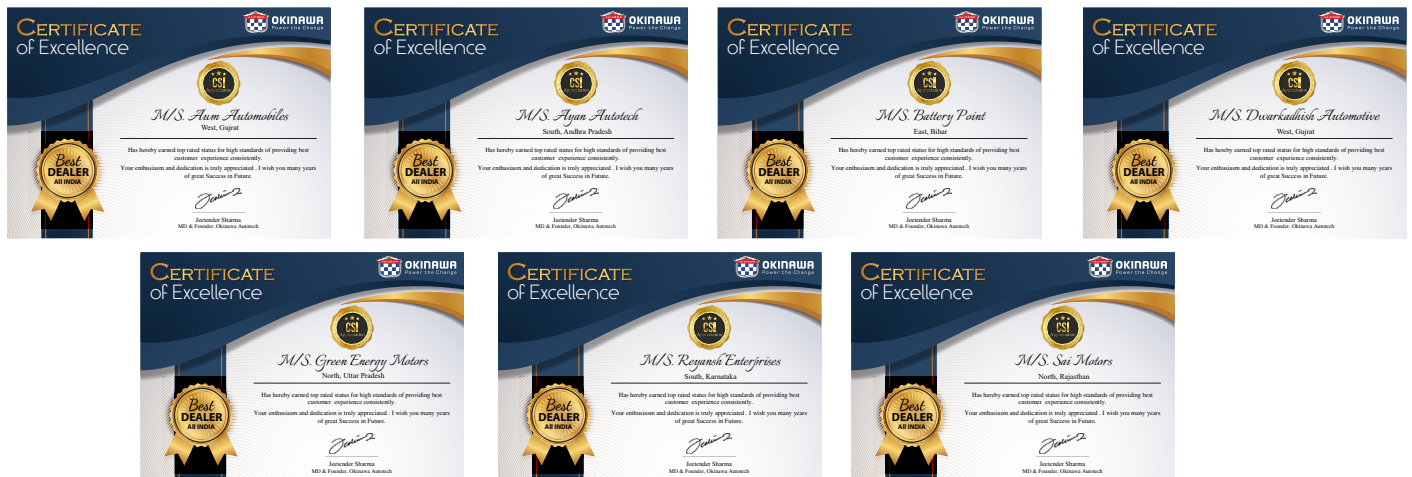 CERTIFICATE
of Excellence
OKINAWA
Power the Change
CSI
Appreciation
M/S. Aum Automobiles
West, Gujrat
Has hereby earned top rated status for high standards of providing best
customer experience consistently.
Your enthusiasm and dedication is truly appreciated . I wish you many years
of great Success in Future.
Best
DEALER
All INDIA
Jeetender Sharma
MD & Founder, Okinawa Autotech
CERTIFICATE
of Excellence
OKINAWA
Power the Change
CSI
Appreciation
M/S. Ayan Autotech
South, Andhra Pradesh
Has hereby earned top rated status for high standards of providing best
customer experience consistently.
Your enthusiasm and dedication is truly appreciated . I wish you many years
of great Success in Future.
Best
DEALER
All INDIA
Jeetender Sharma
MD & Founder, Okinawa Autotech
CERTIFICATE
of Excellence
OKINAWA
Power the Change
CSI
Appreciation
M/S. Battery Point
East, Bihar
Has hereby earned top rated status for high standards of providing best
customer experience consistently.
Your enthusiasm and dedication is truly appreciated . I wish you many years
of great Success in Future.
Best
DEALER
All INDIA
Jeetender Sharma
MD & Founder, Okinawa Autotech
CERTIFICATE
of Excellence
OKINAWA
Power the Change
CSI
Appreciation
M/S. Dwarkadhish Automotive
West, Gujrat
Has hereby earned top rated status for high standards of providing best
customer experience consistently.
Your enthusiasm and dedication is truly appreciated . I wish you many years
of great Success in Future.
Best
DEALER
All INDIA
Jeetender Sharma
MD & Founder, Okinawa Autotech
CERTIFICATE
of Excellence
OKINAWA
Power the Change
CSI
Appreciation
M/S. Green Energy Motors
North, Uttar Pradesh
Has hereby earned top rated status for high standards of providing best
customer experience consistently.
Your enthusiasm and dedication is truly appreciated . I wish you many years
of great Success in Future.
Best
DEALER
All INDIA
Jeetender Sharma
MD & Founder, Okinawa Autotech
CERTIFICATE
of Excellence
OKINAWA
Power the Change
CSI
Appreciation
M/S. Reyansh Enterprises
South, Karnataka
Has hereby earned top rated status for high standards of providing best
customer experience consistently.
Your enthusiasm and dedication is truly appreciated . I wish you many years
of great Success in Future.
Best
DEALER
All INDIA
Jeetender Sharma
MD & Founder, Okinawa Autotech
CERTIFICATE
of Excellence
OKINAWA
Power the Change
CSI
Appreciation
M/S. Sai Motors
North, Rajasthan
Has hereby earned top rated status for high standards of providing best
customer experience consistently.
Your enthusiasm and dedication is truly appreciated . I wish you many years
of great Success in Future.
Best
DEALER
All INDIA
Jeetender Sharma
MD & Founder, Okinawa Autotech